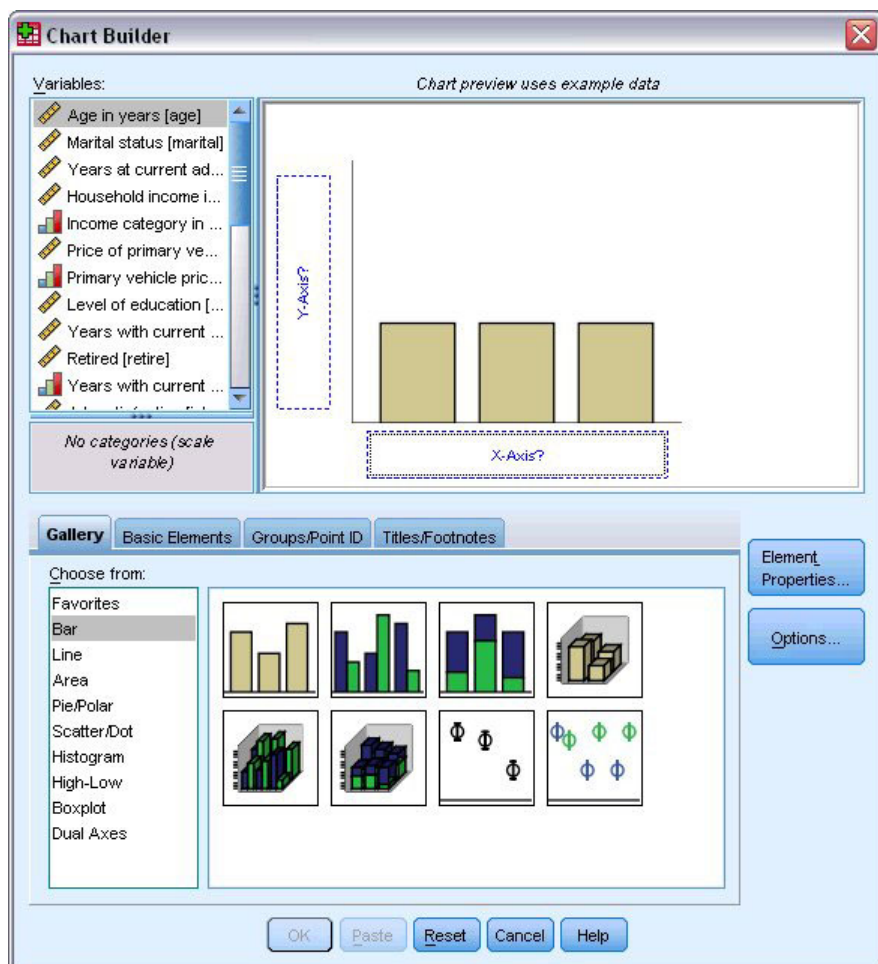 Chart Builder
Variables:
Chart preview uses example data
Age in years [age]
Marital status [marital]
Years at current ad...
Household income i...
Income category in ...
Price of primary ve...
Primary vehicle pric...
Level of education [...
Years with current ...
Retired [retire]
Years with current ...
No categories (scale
variable)
Y-Axis?
X-Axis?
Gallery
Basic Elements
Groups/Point ID
Titles/Footnotes
Choose from:
Favorites
Bar
Line
Area
Pie/Polar
Scatter/Dot
Histogram
High-Low
Boxplot
Dual Axes
Element
Properties...
Options...
OK
Paste
Reset
Cancel
Help